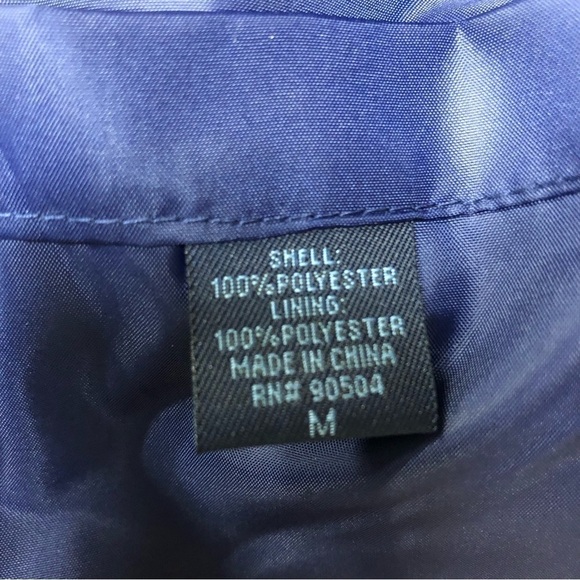 SHELL:
100%POLYESTER
LINING:
100%POLYESTER
MADE IN CHINA
RN# 90504
M